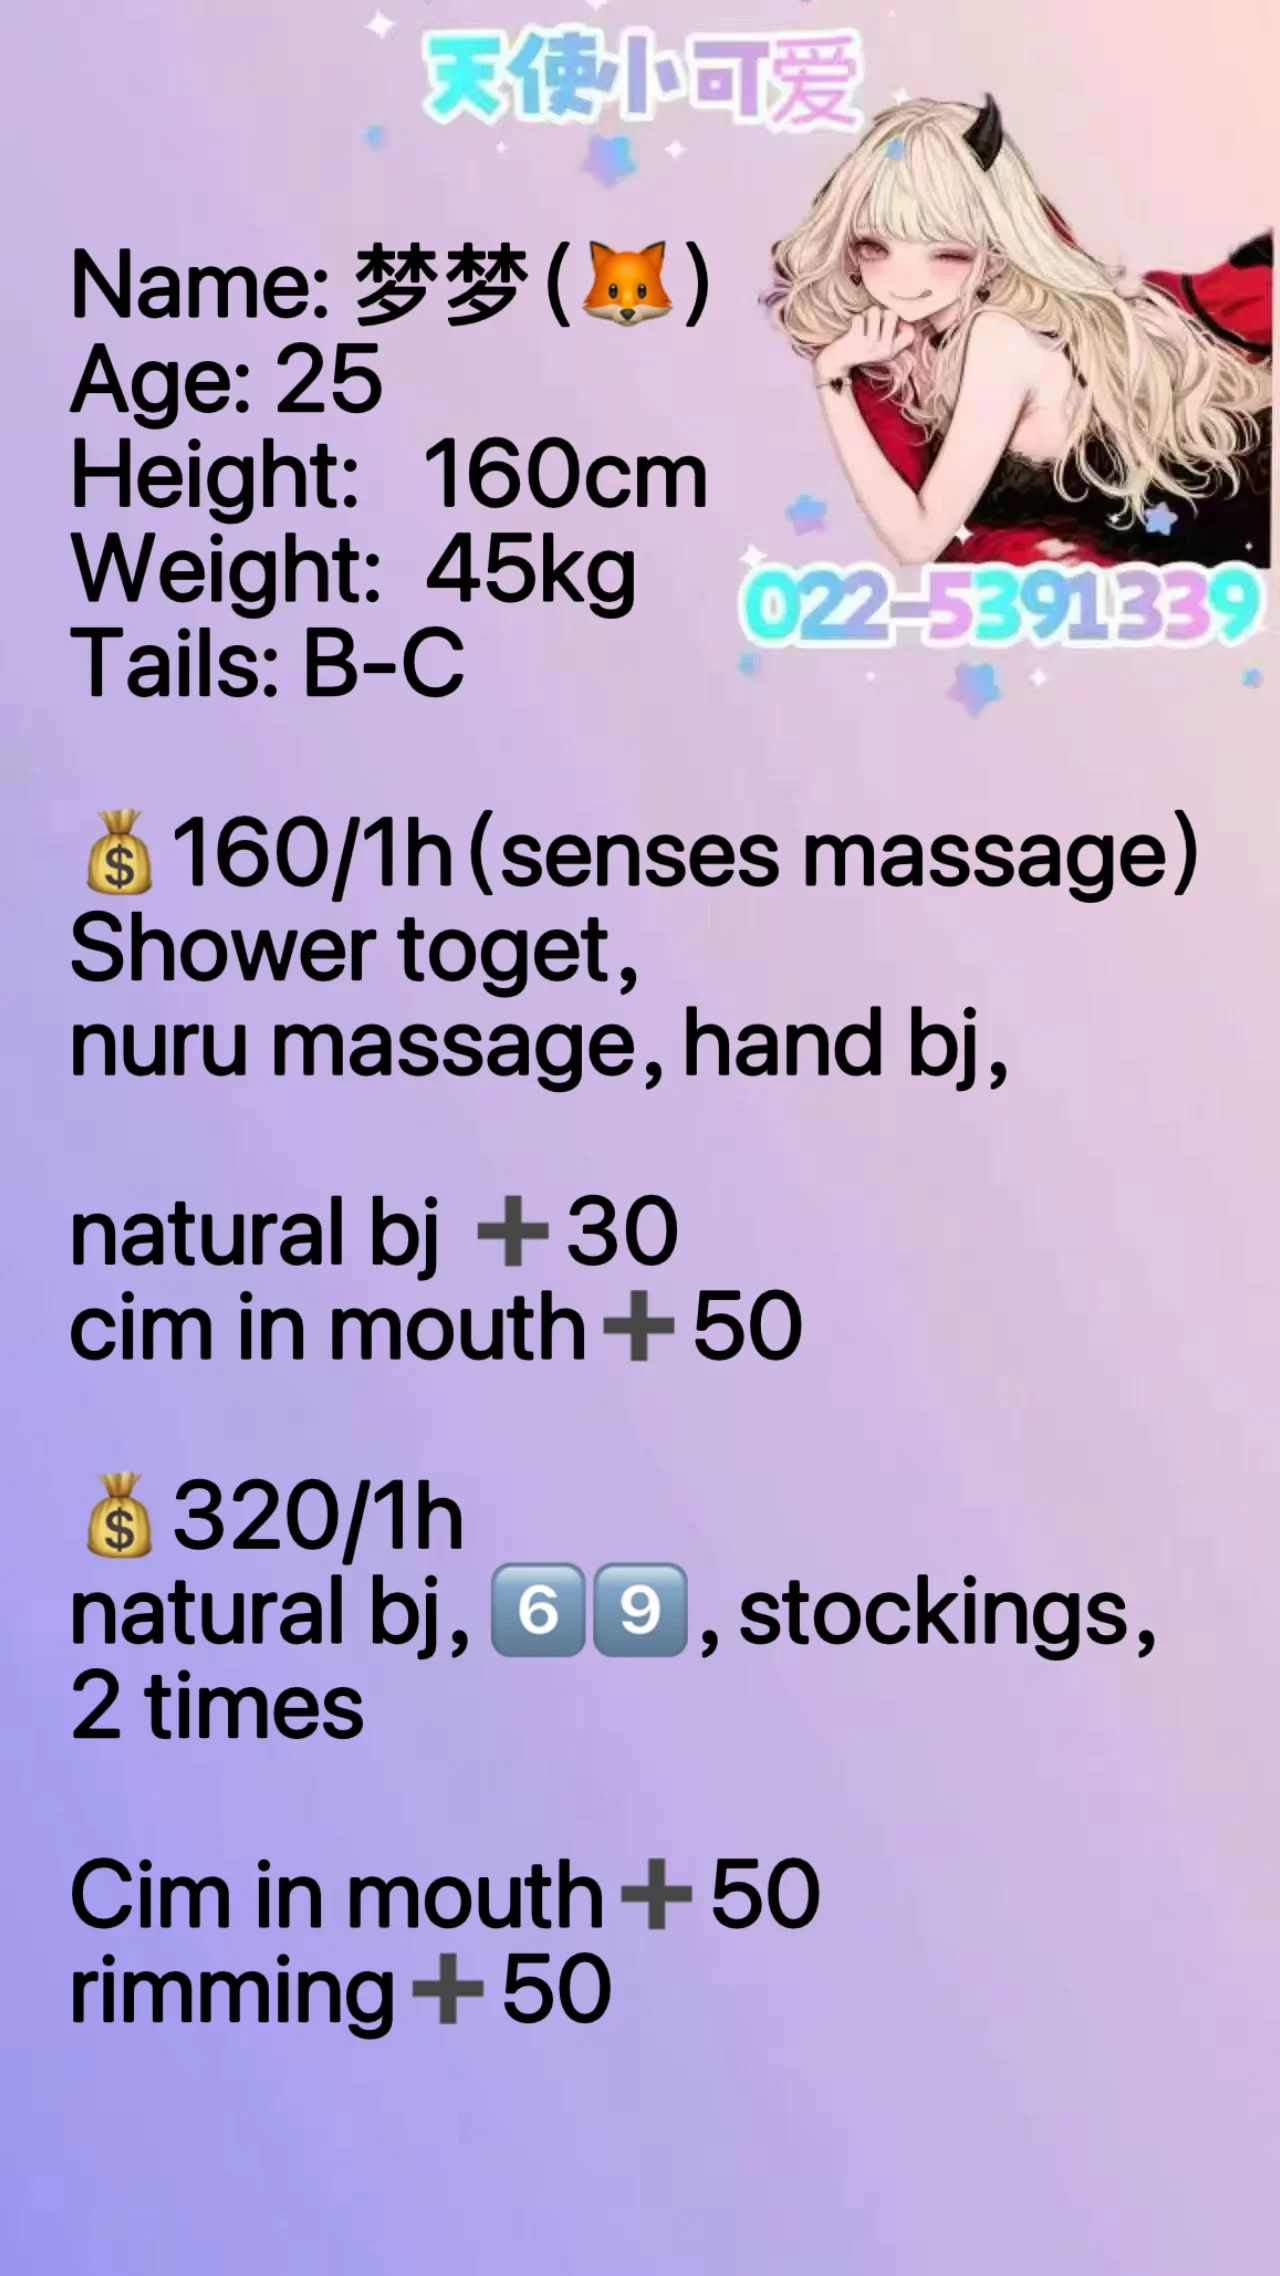 天使小可爱
Name: 梦梦(🦊)
Age: 25
Height: 160cm
Weight: 45kg
022-5391339
Tails: B-C
💰160/1h(senses massage)
Shower toget,
nuru massage, hand bj,
natural bj ➕30
cim in mouth➕50
💰320/1h
natural bj, 6️⃣9️⃣, stockings,
2 times
Cim in mouth➕50
rimming➕50